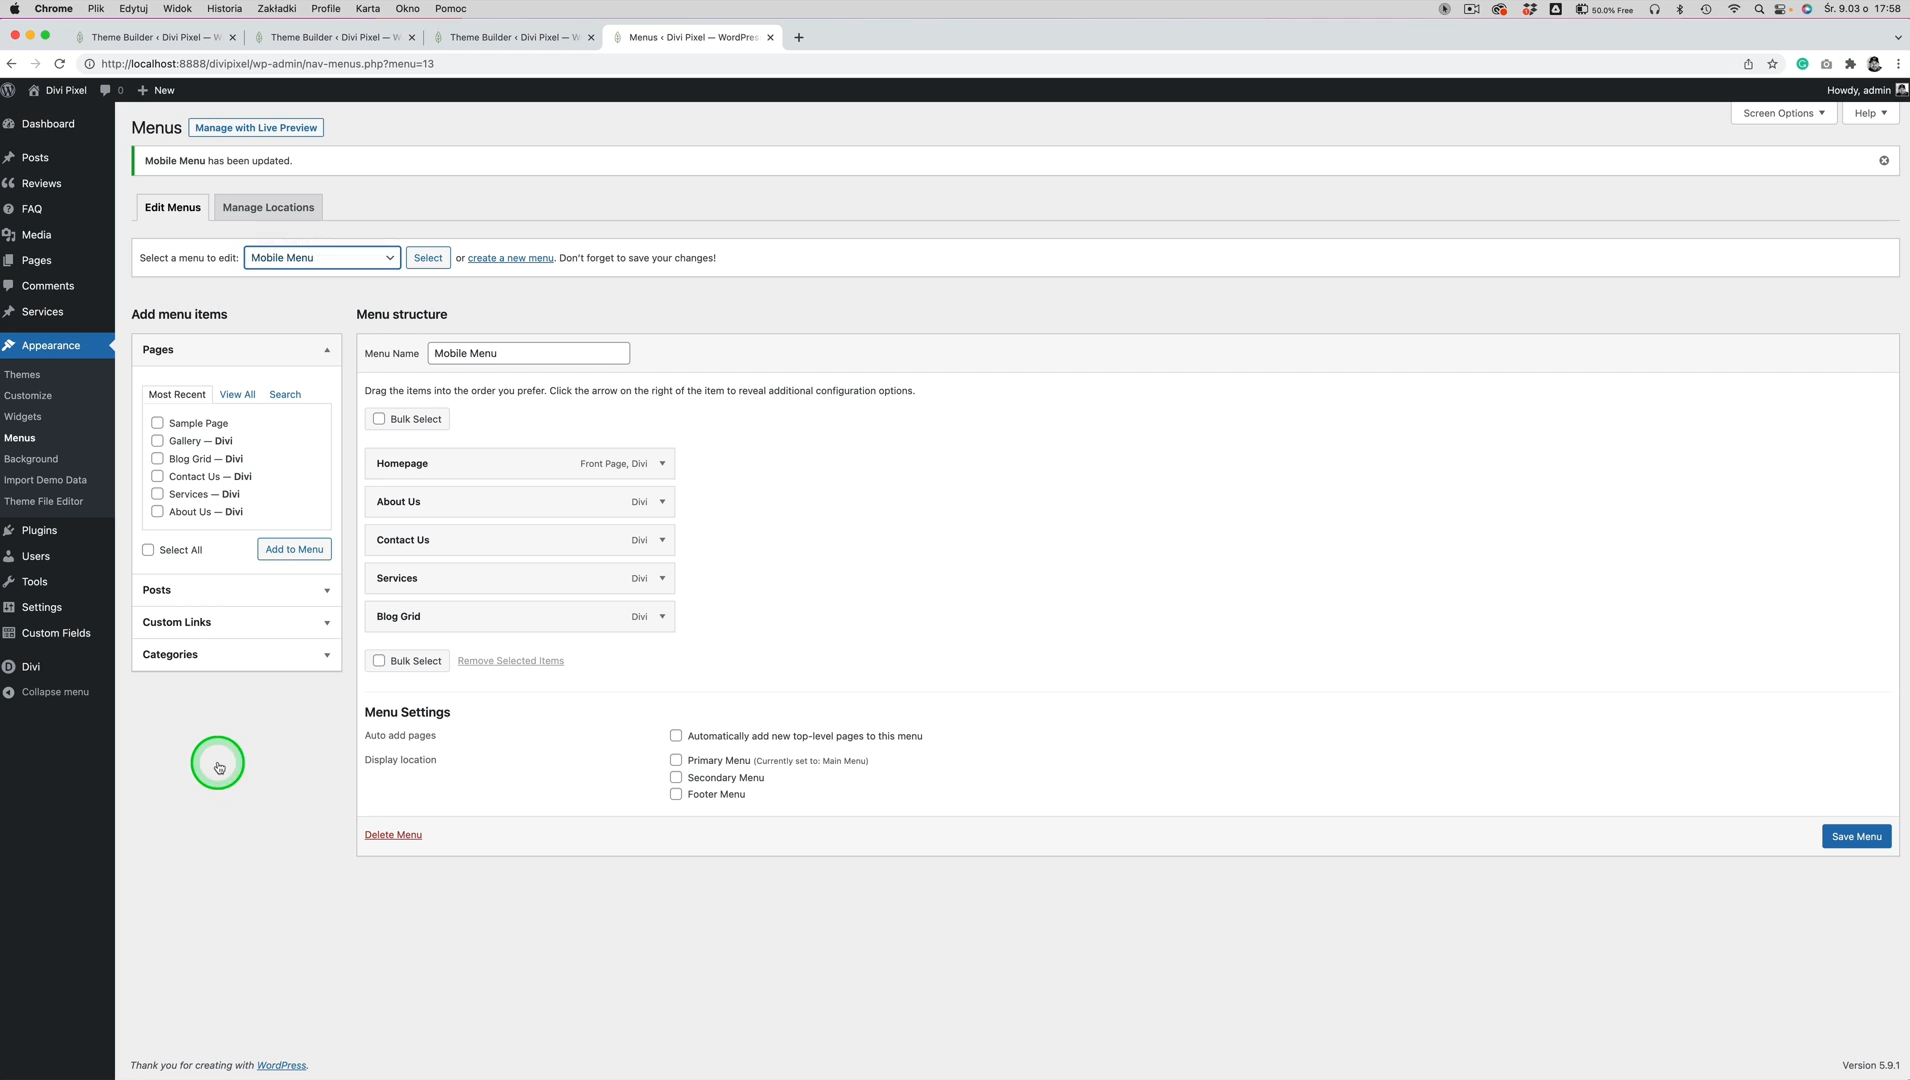 Chrome Plik Edytuj Widok Historia Zakładki Profile Karta Okno Pomoc 50.0% Free Śr. 9.03 o 17:58
Theme Builder ‹ Divi Pixel — W Theme Builder ‹ Divi Pixel — W Theme Builder ‹ Divi Pixel — W Menus ‹ Divi Pixel — WordPres
http://localhost:8888/divipixel/wp-admin/nav-menus.php?menu=13
Divi Pixel 0 New Howdy, admin
Screen Options Help
Dashboard
Posts
Reviews
FAQ
Media
Pages
Comments
Services
Appearance
Themes
Customize
Widgets
Menus
Background
Import Demo Data
Theme File Editor
Plugins
Users
Tools
Settings
Custom Fields
Divi
Collapse menu
Menus Manage with Live Preview
Mobile Menu has been updated.
Edit Menus Manage Locations
Select a menu to edit: Mobile Menu Select or create a new menu. Don't forget to save your changes!
Add menu items
Pages
Most Recent View All Search
Sample Page
Gallery — Divi
Blog Grid — Divi
Contact Us — Divi
Services — Divi
About Us — Divi
Select All Add to Menu
Posts
Custom Links
Categories
Menu structure
Menu Name Mobile Menu
Drag the items into the order you prefer. Click the arrow on the right of the item to reveal additional configuration options.
Bulk Select
Homepage Front Page, Divi
About Us Divi
Contact Us Divi
Services Divi
Blog Grid Divi
Bulk Select Remove Selected Items
Menu Settings
Auto add pages Automatically add new top-level pages to this menu
Display location Primary Menu (Currently set to: Main Menu)
Secondary Menu
Footer Menu
Delete Menu Save Menu
Thank you for creating with WordPress. Version 5.9.1